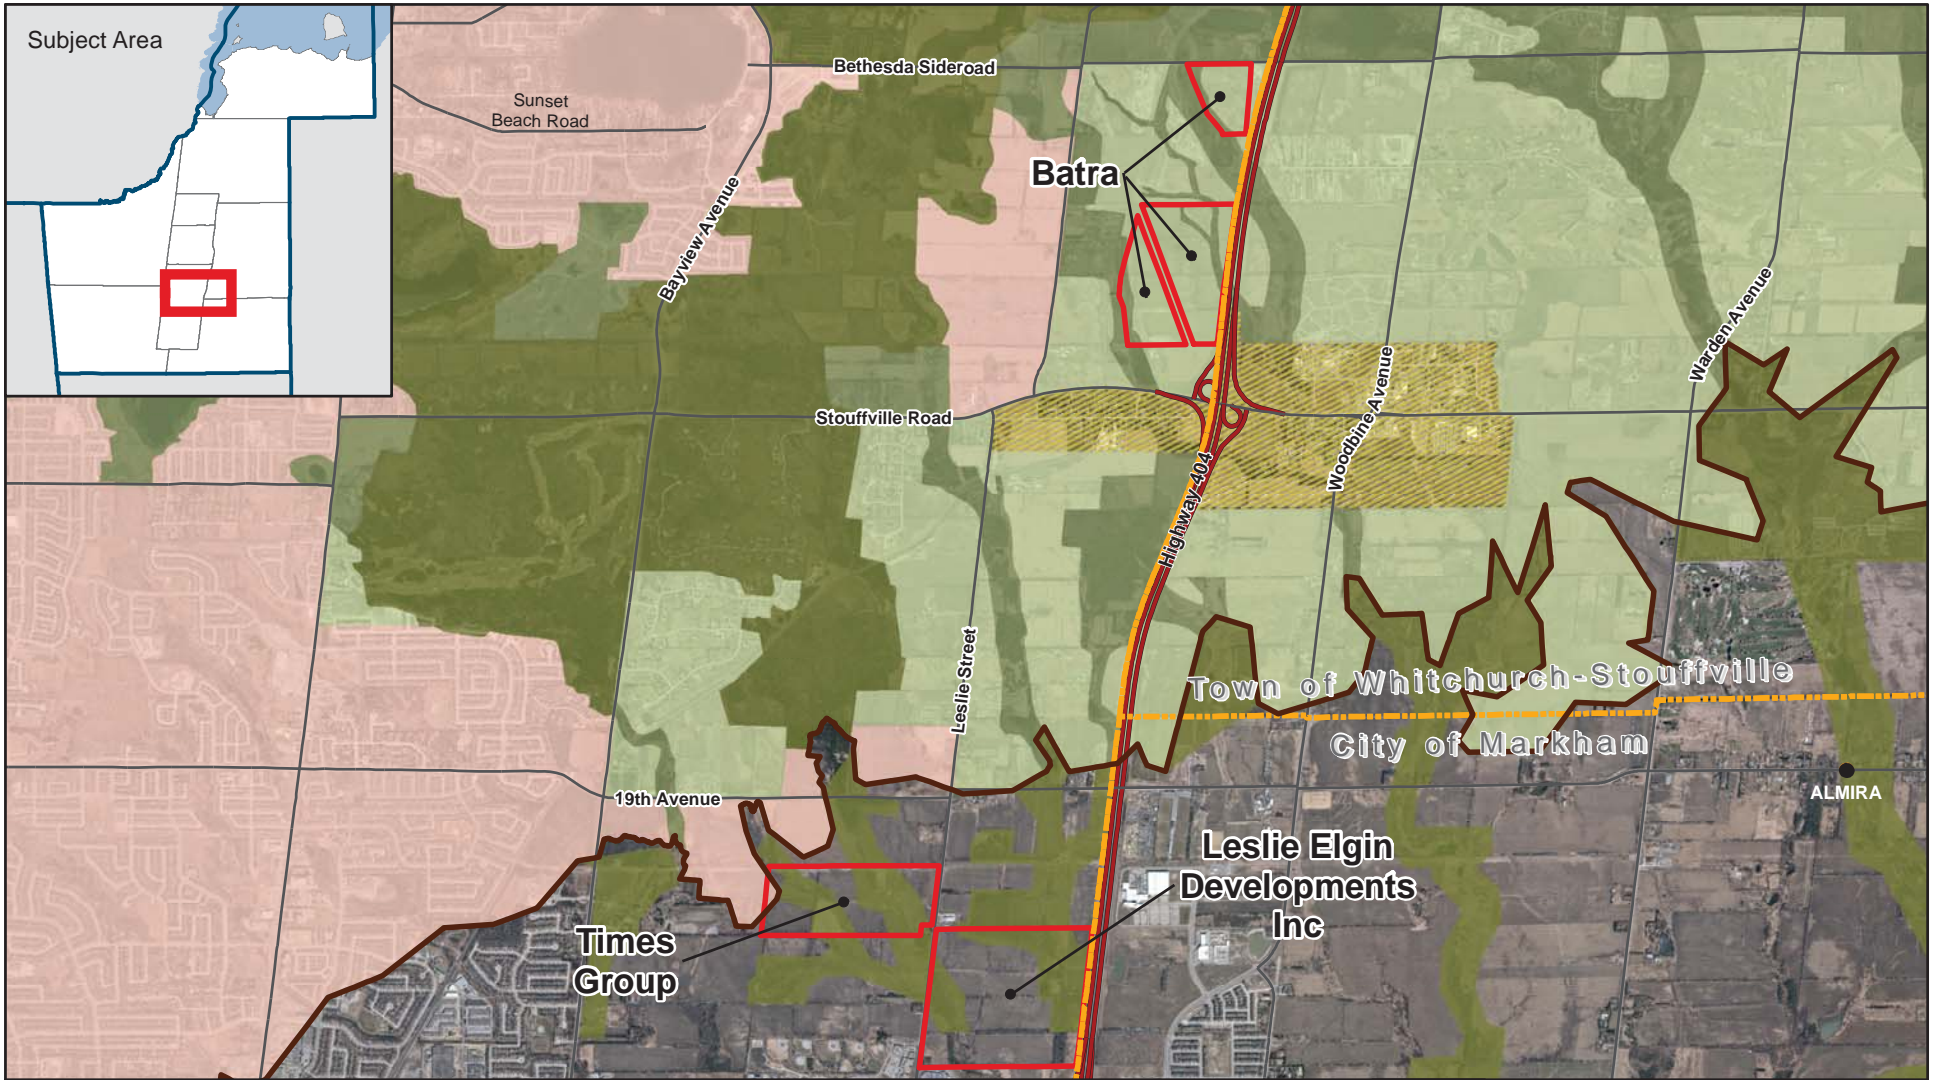 Subject Area
Bethesda Sideroad
Sunset
Beach Road
Batra
Bayview Avenue
Warden Avenue
Woodbine Avenue
Stouffville Road
Highway 404
Leslie Street
Town of Whitchurch-Stouffville
City of Markham
19th Avenue
ALMIRA
Leslie Elgin
Developments
Inc
Times
Group